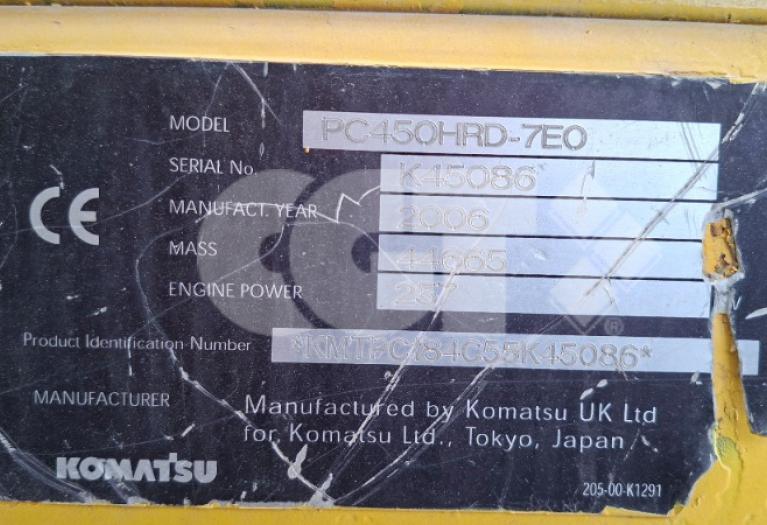 MODEL PC450HRD-7E0
SERIAL No. K45086
MANUFACT. YEAR 2006
MASS 44665
ENGINE POWER 257
CE
Product Identification Number
MANUFACTURER Manufactured by Komatsu UK Ltd
for Komatsu Ltd., Tokyo, Japan
KOMATSU
205-00-K1291